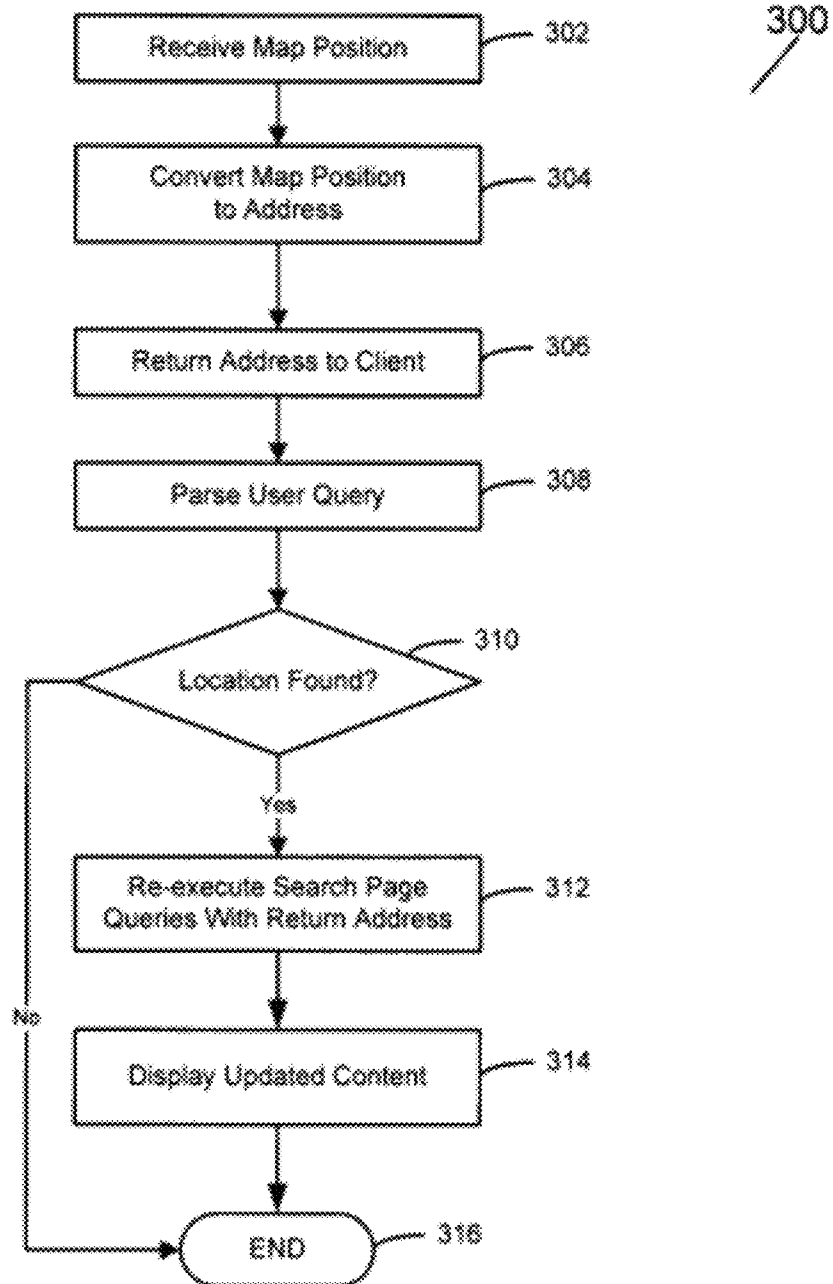 300
Receive Map Position
302
Convert Map Position
to Address
304
Return Address to Client
306
Parse User Query
308
Location Found?
310
Yes
No
Re-execute Search Page
Queries With Return Address
312
Display Updated Content
314
END
316